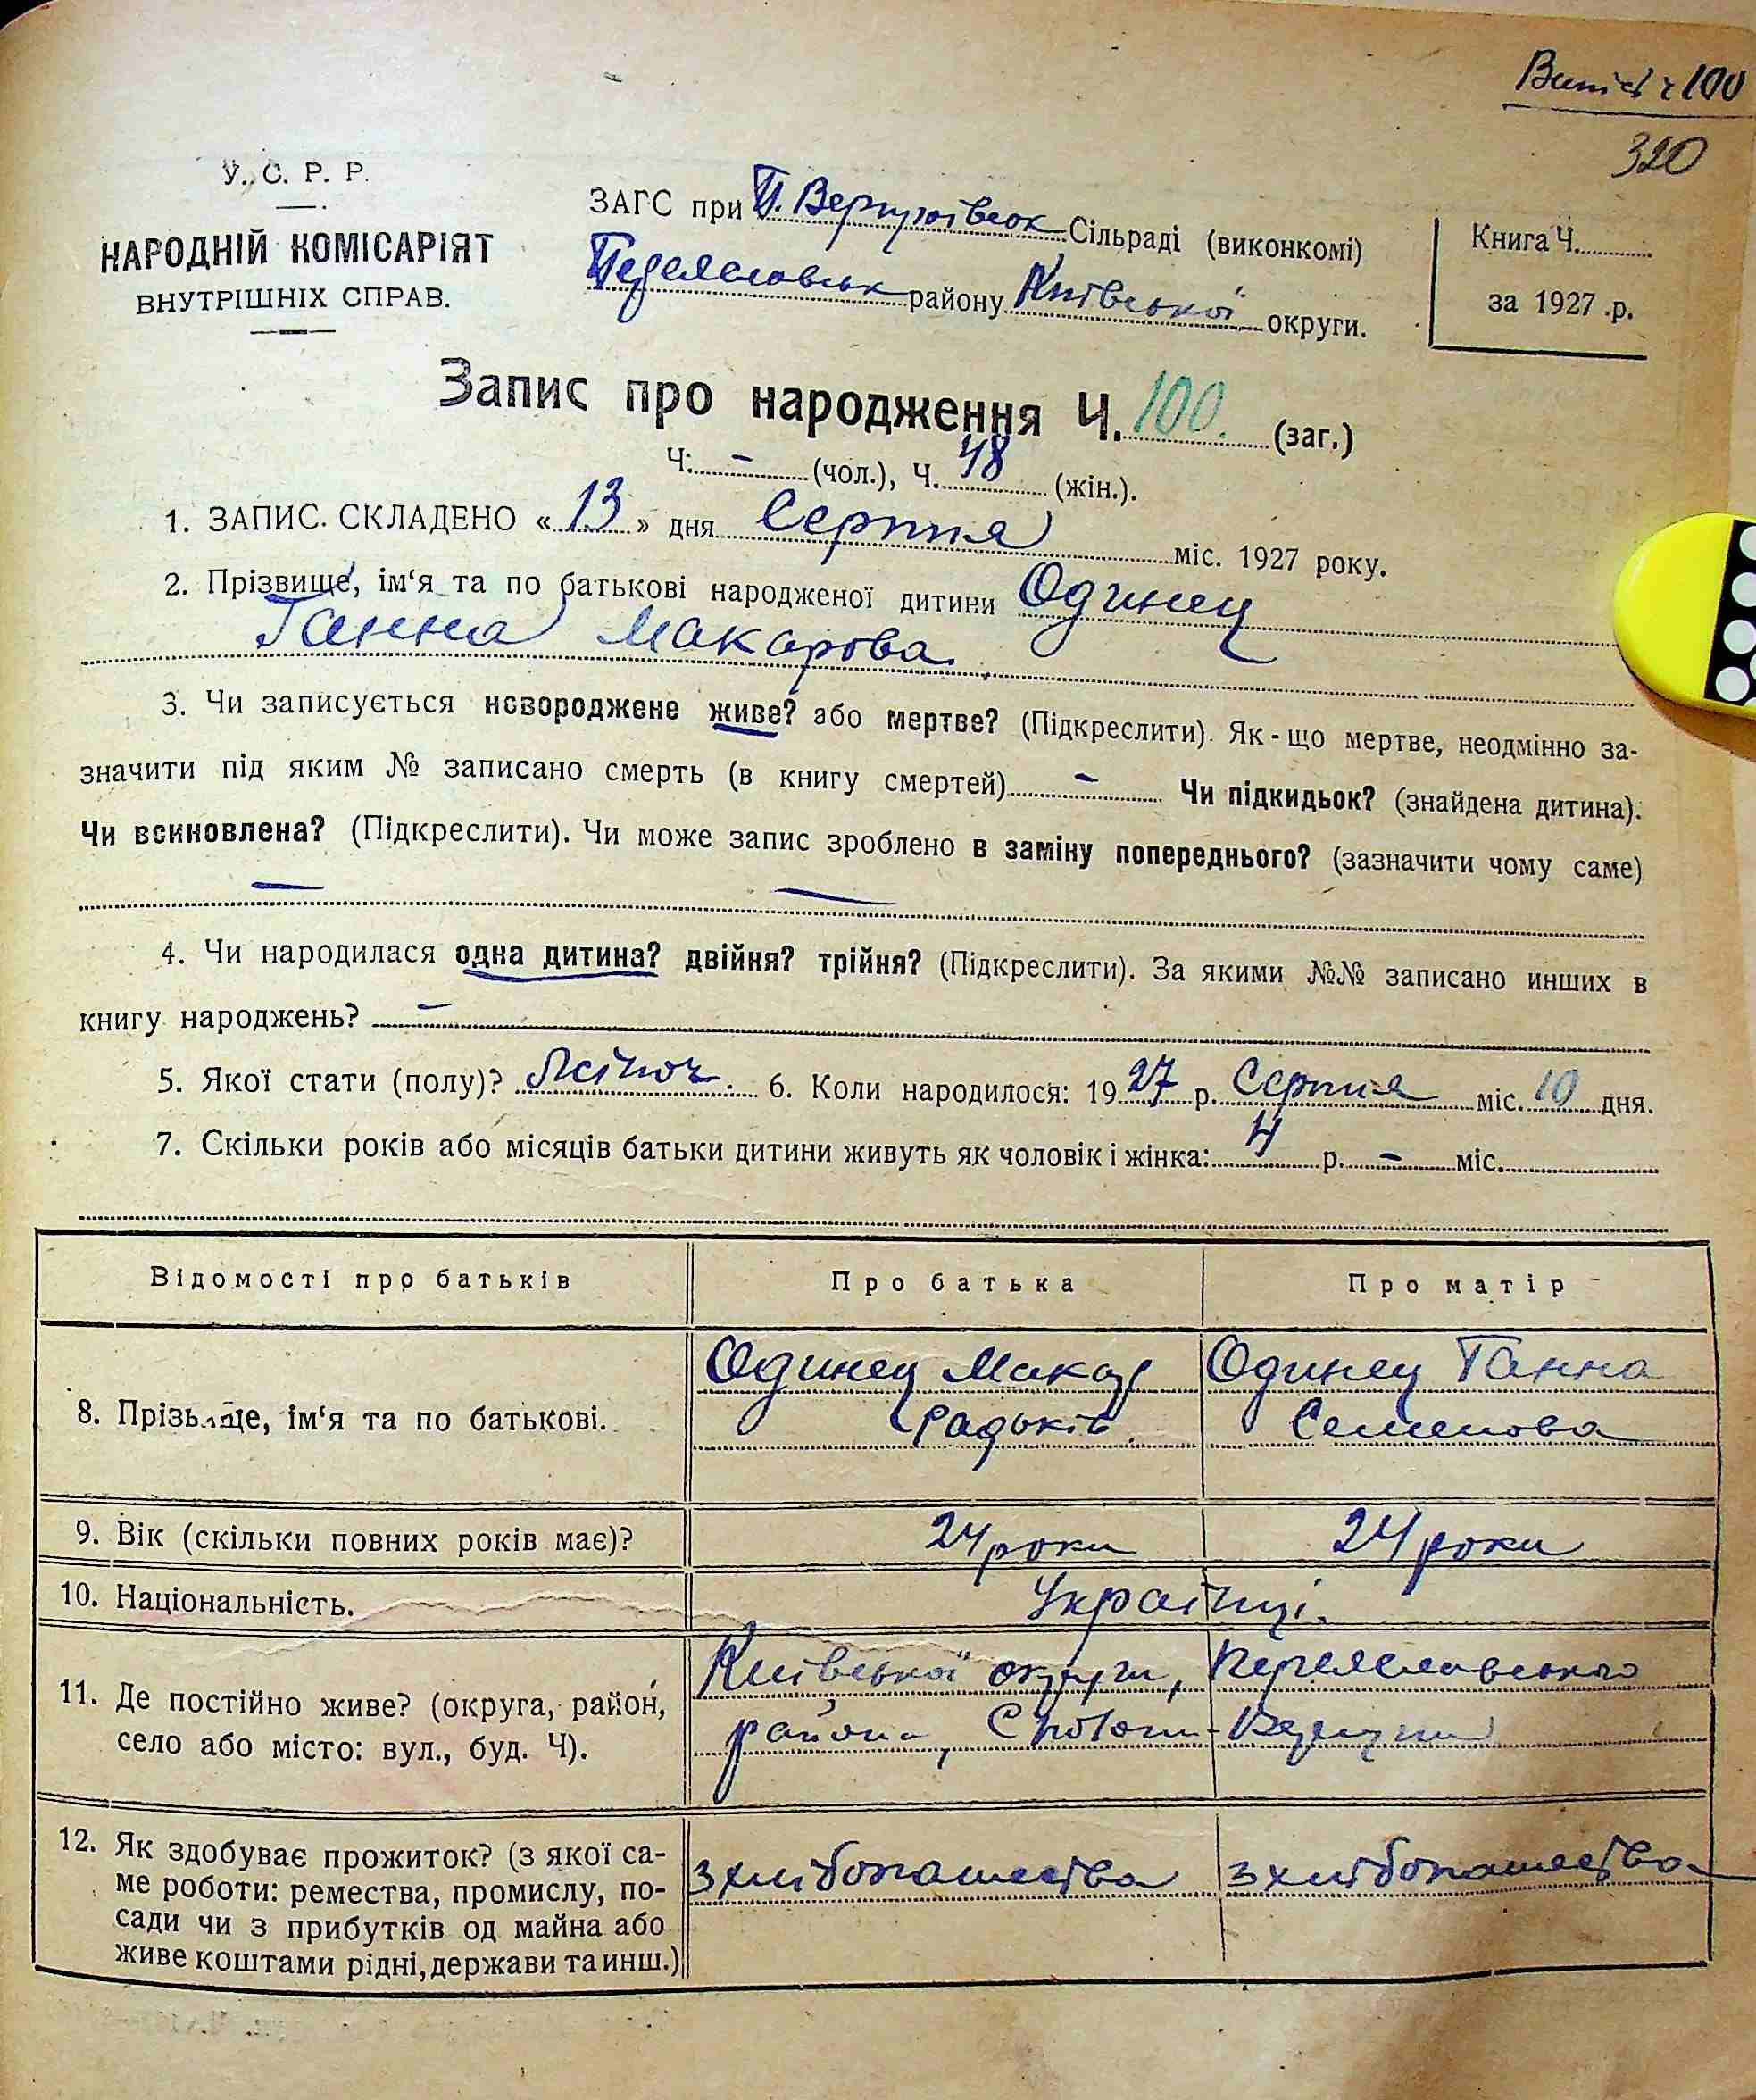 Витяг ч 100
320
У. С. Р. Р.
НАРОДНІЙ КОМІСАРІЯТ
ВНУТРІШНІХ СПРАВ.
ЗАГС при П. Вергунівськ Сільраді (виконкомі)
Переяславськ району Київської округи.
Книга Ч.
за 1927 р.
Запис про народження Ч. 100. (заг.)
Ч. - (чол.), Ч. 48 (жін.).
1. ЗАПИС. СКЛАДЕНО « 13 » дня Серпня міс. 1927 року.
2. Прізвище, ім‘я та по батькові народженої дитини Одинец
Ганна Макарова
3. Чи записується новороджене живе? або мертве? (Підкреслити). Як-що мертве, неодмінно за-
значити під яким № записано смерть (в книгу смертей) - Чи підкидьок? (знайдена дитина).
Чи всиновлена? (Підкреслити). Чи може запис зроблено в заміну попереднього? (зазначити чому саме)
— —
4. Чи народилася одна дитина? двійня? трійня? (Підкреслити). За якими №№ записано инших в
книгу народжень? -
5. Якої стати (полу)? жіноч. 6. Коли народилося: 1927 р. Серпня міс. 10 дня.
7. Скільки років або місяців батьки дитини живуть як чоловік і жінка: 4 р. - міс.
Відомості про батьків Про батька Про матір
8. Прізвище, ім‘я та по батькові. Одинец Макар Одинец Ганна
Радьків. Семенова
9. Вік (скільки повних років має)? 24 роки 24 роки
10. Національність. Українці.
11. Де постійно живе? (округа, район, Київської округи, Переяславського
село або місто: вул., буд. Ч). району,
12. Як здобуває прожиток? (з якої са-
ме роботи: ремества, промислу, по- з хлібопашества з хлібопашества
сади чи з прибутків од майна або
живе коштами рідні, держави та инш.)